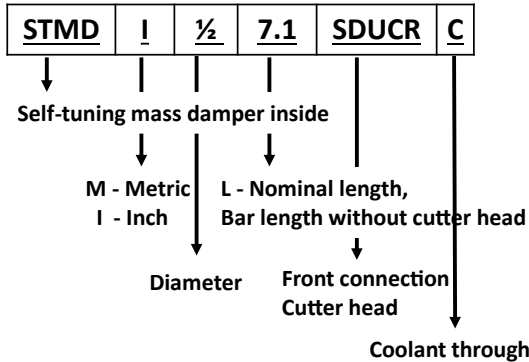 STMD I ½ 7.1 SDUCR C
Self-tuning mass damper inside
M - Metric
I - Inch
L - Nominal length,
Bar length without cutter head
Diameter
Front connection
Cutter head
Coolant through